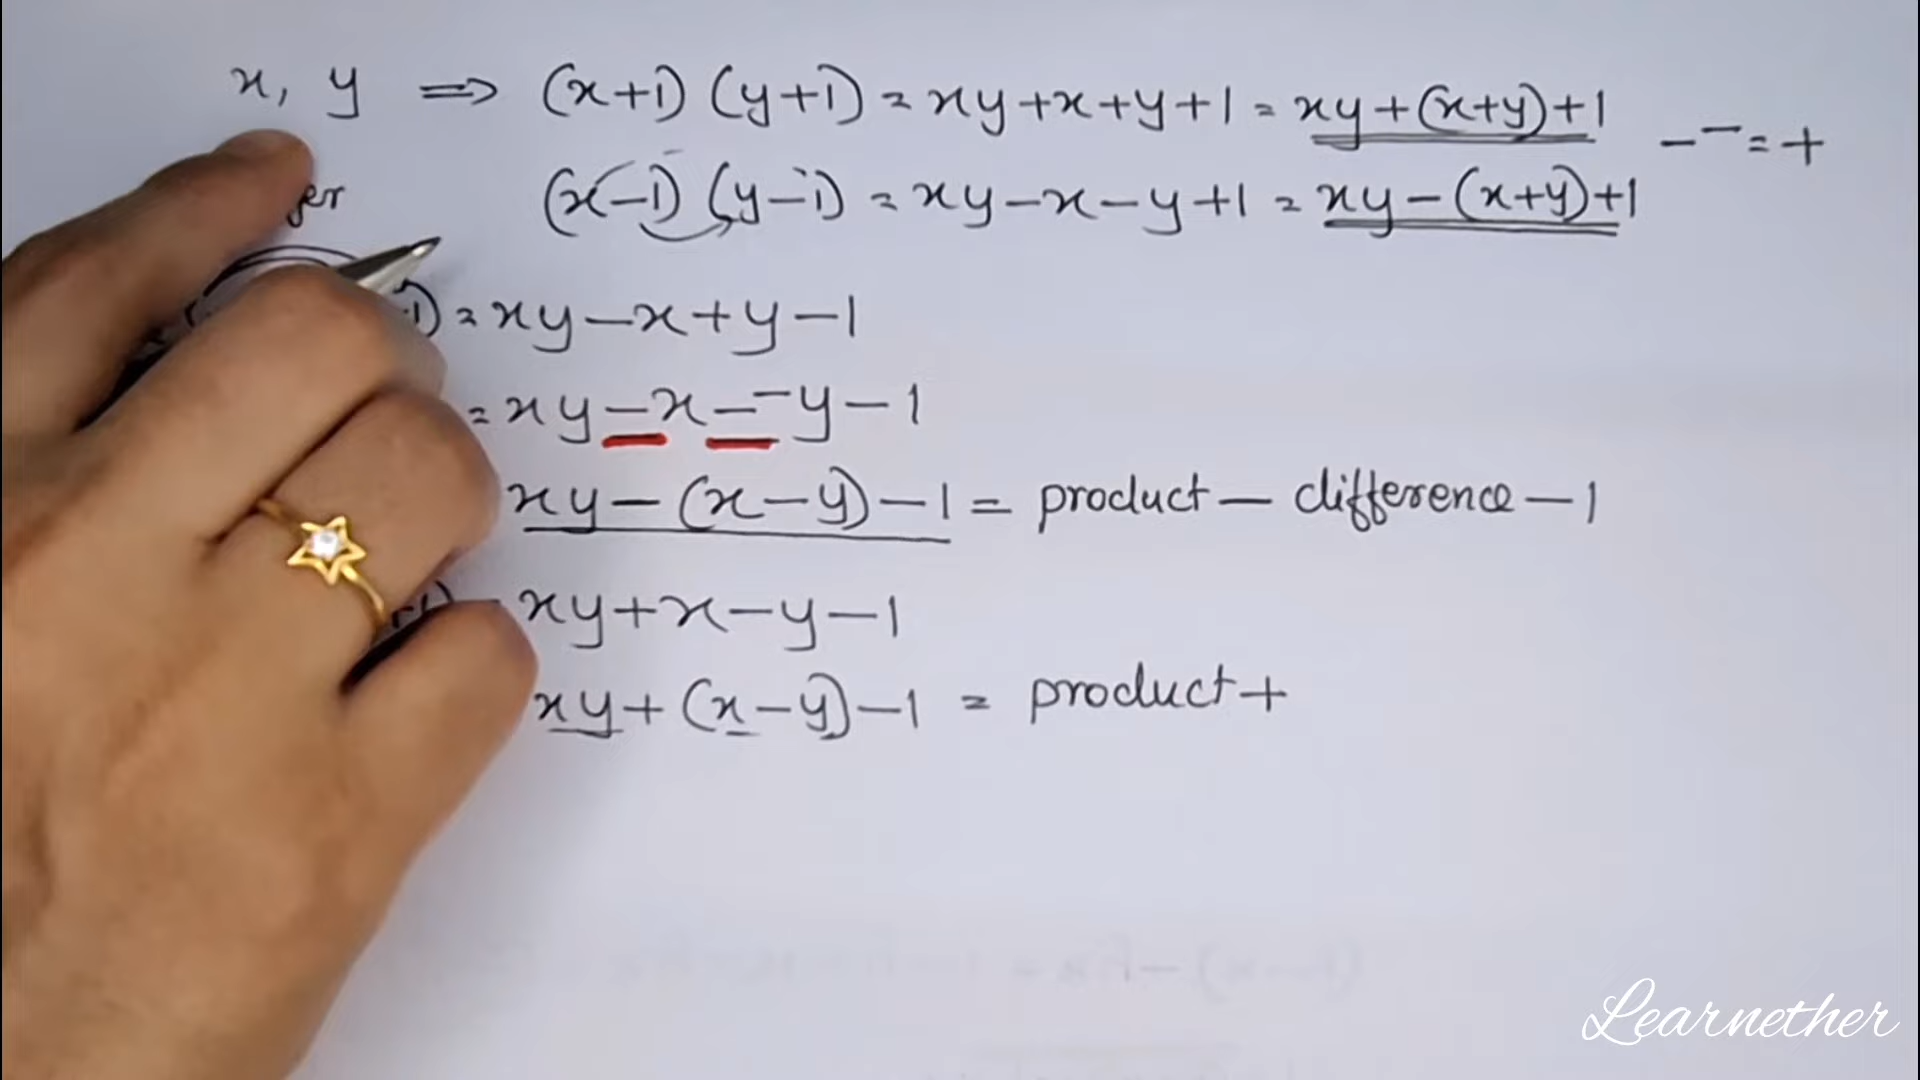 x, y ⇒ (x+1) (y+1) = xy+x+y+1 = xy+(x+y)+1
(x-1) (y-1) = xy-x-y+1 = xy-(x+y)+1
- - = +
= xy-x+y-1
= xy-x--y-1
xy-(x-y)-1 = product - difference - 1
xy+x-y-1
xy+(x-y)-1 = product +
Learnether